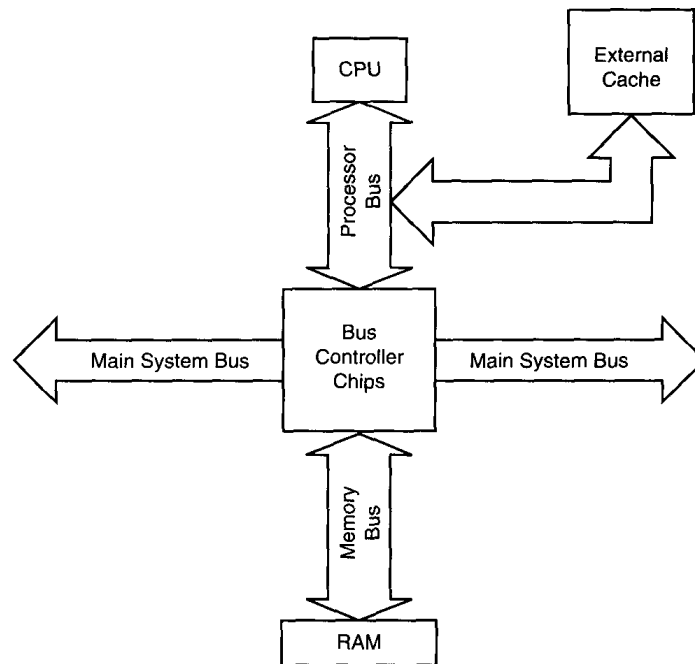 CPU
External
Cache
Processor
Bus
Bus
Controller
Chips
Main System Bus
Main System Bus
Memory
Bus
RAM